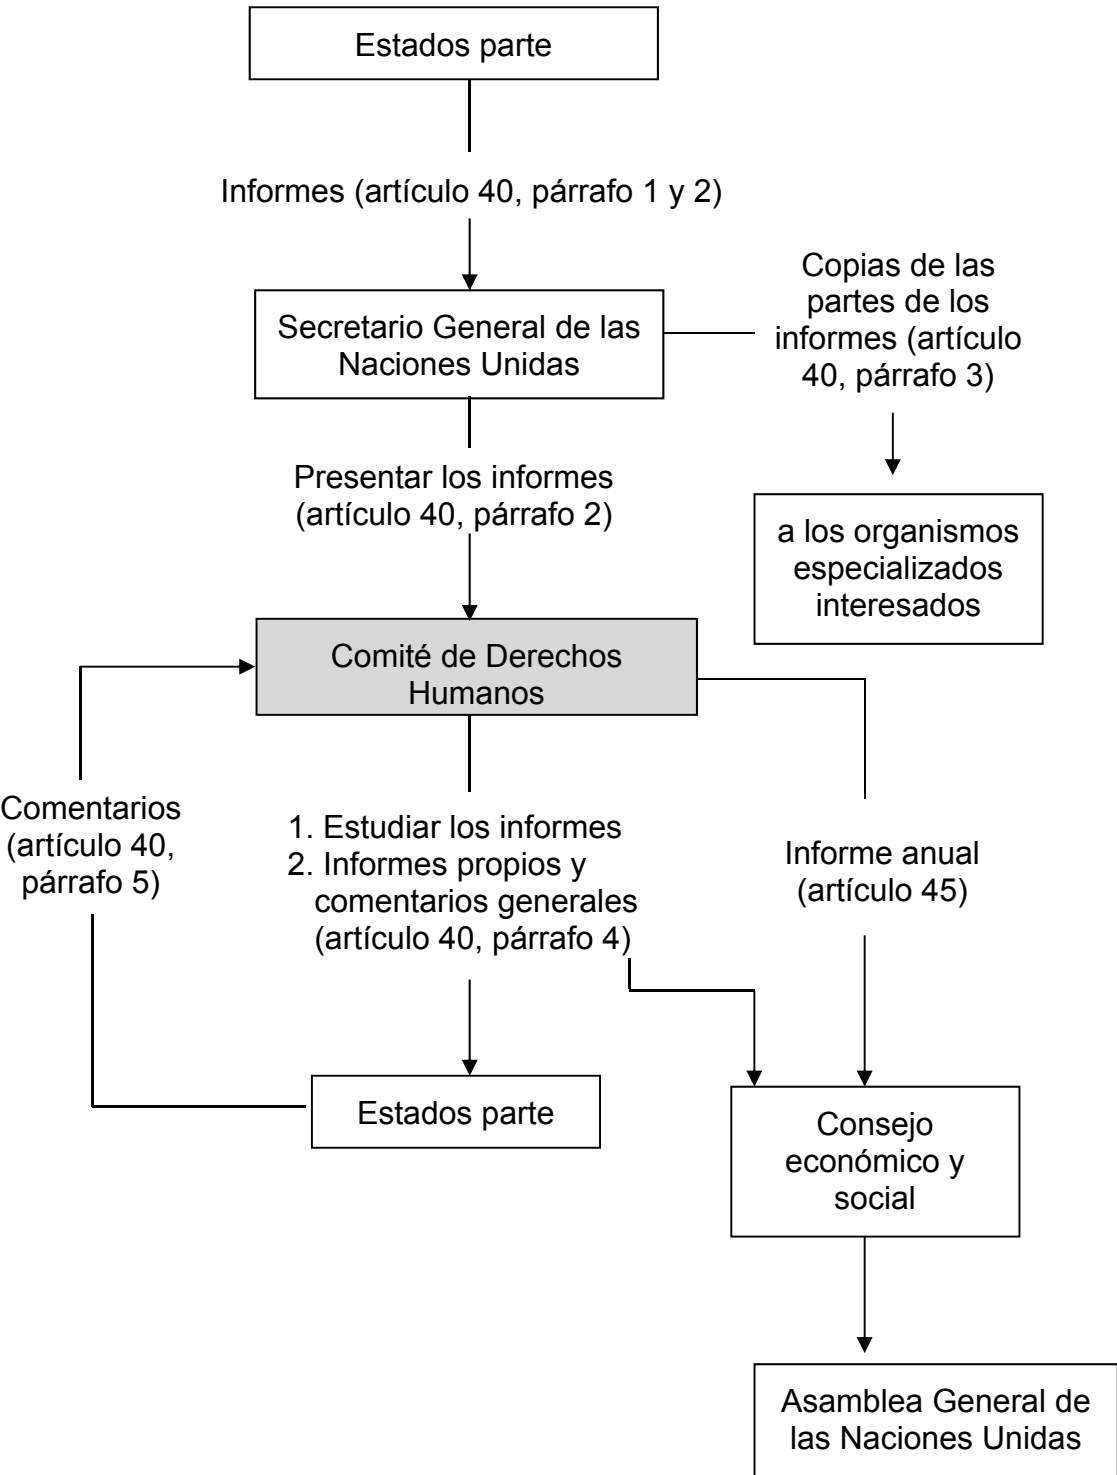 Estados parte
Informes (artículo 40, párrafo 1 y 2)
Secretario General de las
Naciones Unidas
Copias de las
partes de los
informes (artículo
40, párrafo 3)
Presentar los informes
(artículo 40, párrafo 2)
a los organismos
especializados
interesados
Comité de Derechos
Humanos
Comentarios
(artículo 40,
párrafo 5)
1. Estudiar los informes
2. Informes propios y
comentarios generales
(artículo 40, párrafo 4)
Informe anual
(artículo 45)
Estados parte
Consejo
económico y
social
Asamblea General de
las Naciones Unidas